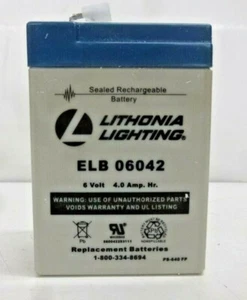 Sealed Rechargeable
Battery
LITHONIA
LIGHTING
ELB 06042
6 Volt 4.0 Amp. Hr.
WARNING: USE OF UNAUTHORIZED PARTS
VOIDS WARRANTY AND UL LISTING
Pb
Replacement Batteries
1-800-334-8694